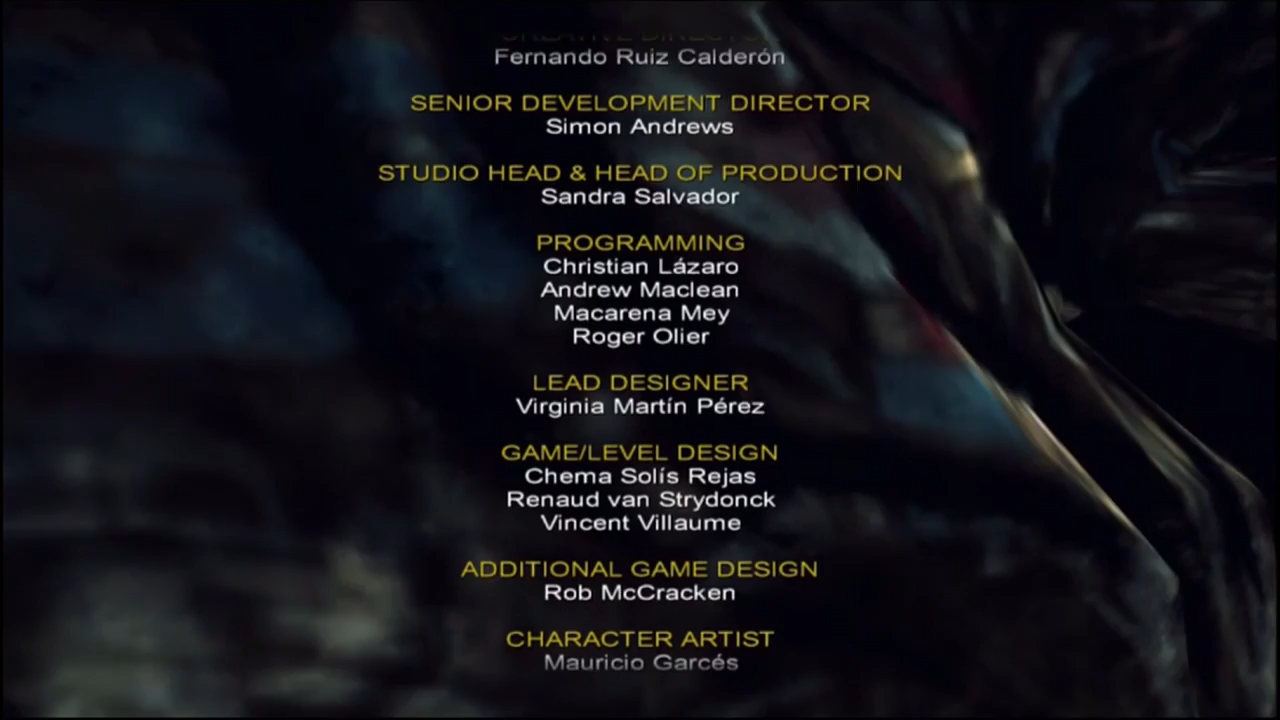 CREATIVE DIRECTOR
Fernando Ruiz Calderón
SENIOR DEVELOPMENT DIRECTOR
Simon Andrews
STUDIO HEAD & HEAD OF PRODUCTION
Sandra Salvador
PROGRAMMING
Christian Lázaro
Andrew Maclean
Macarena Mey
Roger Olier
LEAD DESIGNER
Virginia Martín Pérez
GAME/LEVEL DESIGN
Chema Solís Rejas
Renaud van Strydonck
Vincent Villaume
ADDITIONAL GAME DESIGN
Rob McCracken
CHARACTER ARTIST
Mauricio Garcés